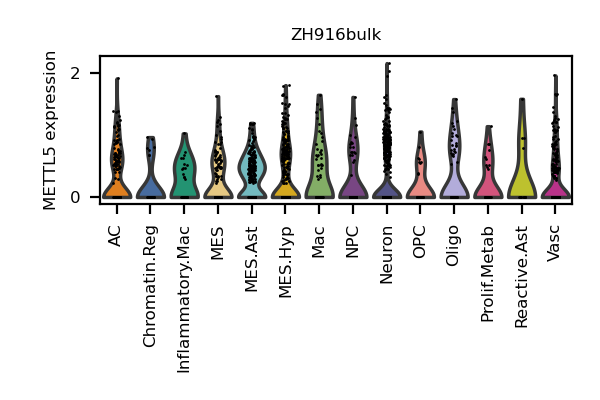 ZH916bulk
METTL5 expression
2
0
AC
Chromatin.Reg
Inflammatory.Mac
MES
MES.Ast
MES.Hyp
Mac
NPC
Neuron
OPC
Oligo
Prolif.Metab
Reactive.Ast
Vasc